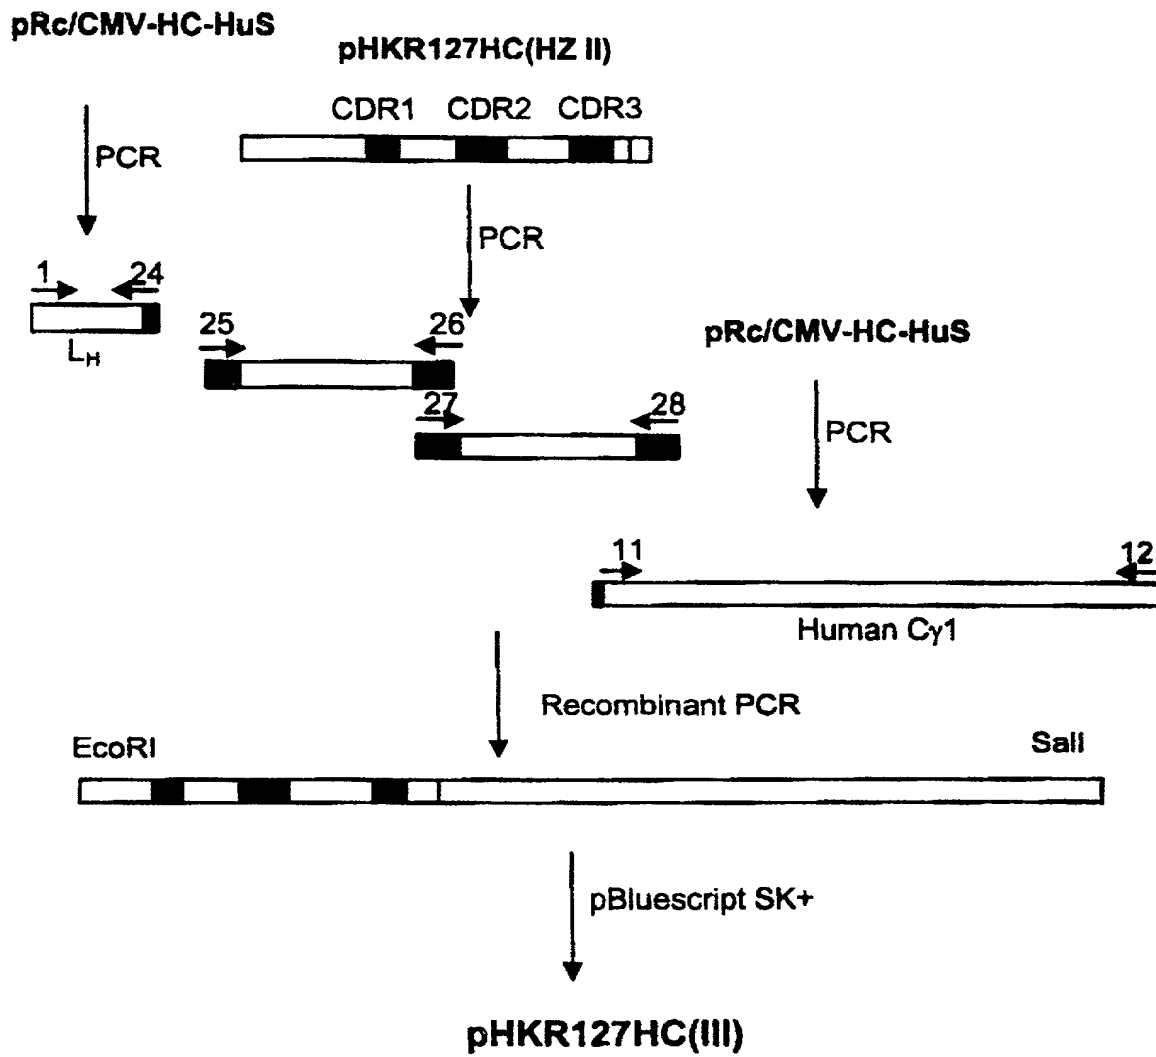 pRc/CMV-HC-HuS
pHKR127HC(HZ II)
CDR1 CDR2 CDR3
PCR
PCR
1 24
L_H
25 26
pRc/CMV-HC-HuS
27 28
PCR
11 12
Human Cγ1
Recombinant PCR
EcoRI SalI
pBluescript SK+
pHKR127HC(III)